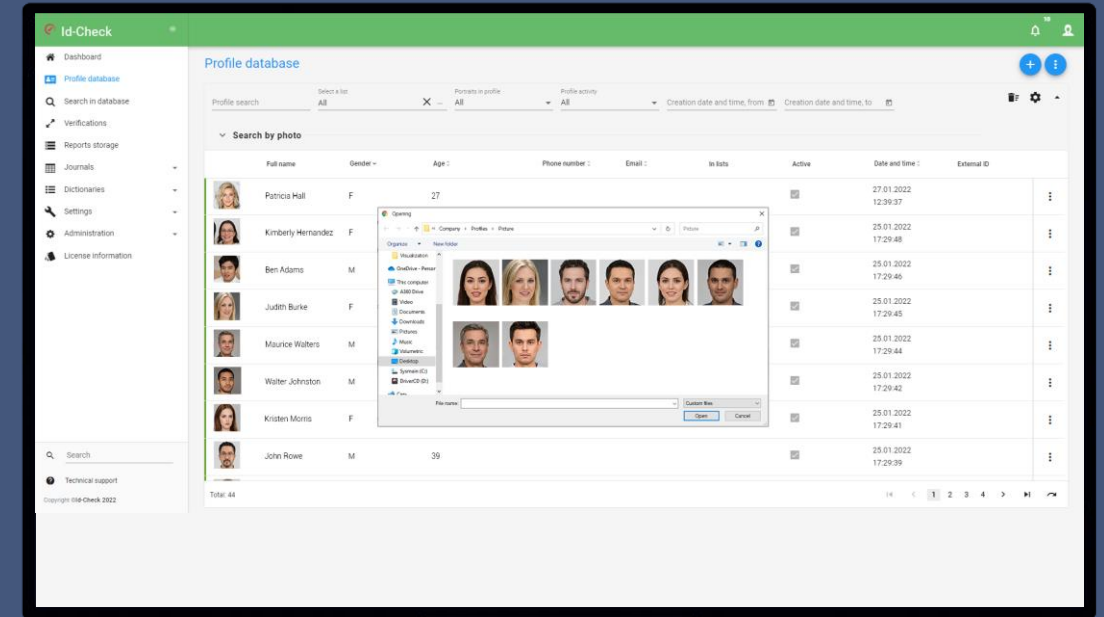 Id-Check
10
Dashboard
Profile database
Search in database
Verifications
Reports storage
Journals
Dictionaries
Settings
Administration
License information
Search
Technical support
Copyright ©Id-Check 2022
Profile database
Profile search
Select a list
All
Portraits in profile
All
Profile activity
All
Creation date and time, from
Creation date and time, to
Search by photo
Full name Gender Age Phone number Email In lists Active Date and time External ID
Patricia Hall F 27 27.01.2022
12:39:37
Kimberly Hernandez F 25.01.2022
17:29:48
Ben Adams M 25.01.2022
17:29:46
Judith Burke F 25.01.2022
17:29:45
Maurice Walters M 25.01.2022
17:29:44
Walter Johnston M 25.01.2022
17:29:42
Kristen Morris F 25.01.2022
17:29:41
John Rowe M 39 25.01.2022
17:29:39
Total: 44
1 2 3 4
Opening
Company Profiles Picture
Picture
Organize New folder
Visualization
OneDrive - Person
This computer
A360 Drive
Video
Documents
Downloads
Pictures
Music
Volumetric
Desktop
(C:)
DriverCD (D:)
File name
Custom files
Open Cancel